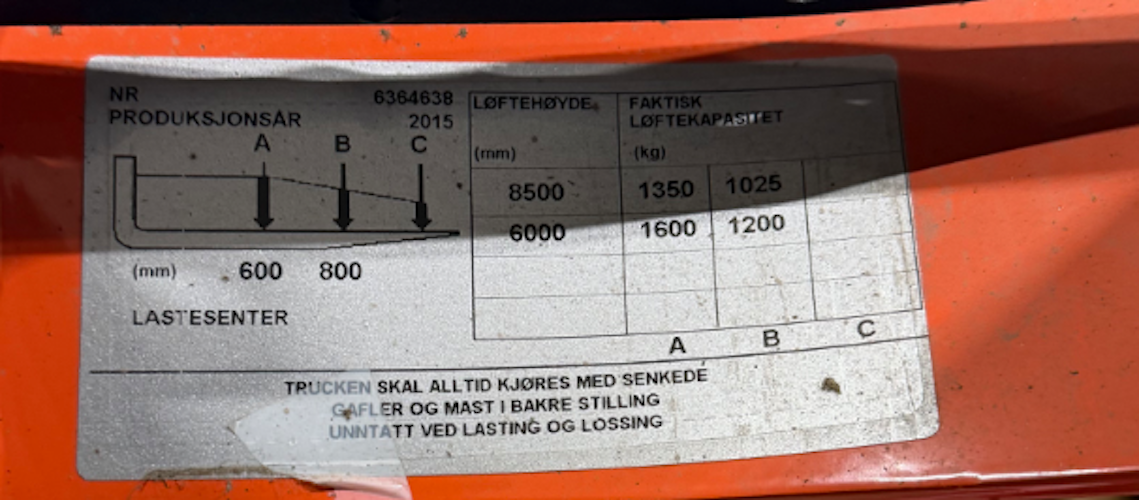 NR 6364638
PRODUKSJONSÅR 2015
A B C
(mm) 600 800
LASTESENTER
LØFTEHØYDE FAKTISK
LØFTEKAPASITET
(mm) (kg)
8500 1350 1025
6000 1600 1200
A B C
TRUCKEN SKAL ALLTID KJØRES MED SENKEDE
GAFLER OG MAST I BAKRE STILLING
UNNTATT VED LASTING OG LOSSING